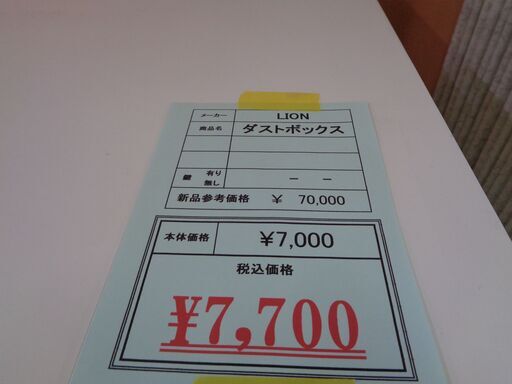 メーカー LION
商品名 ダストボックス
有り
無し ー ー
新品参考価格 ￥ 70,000
本体価格 ￥7,000
税込価格
¥7,700